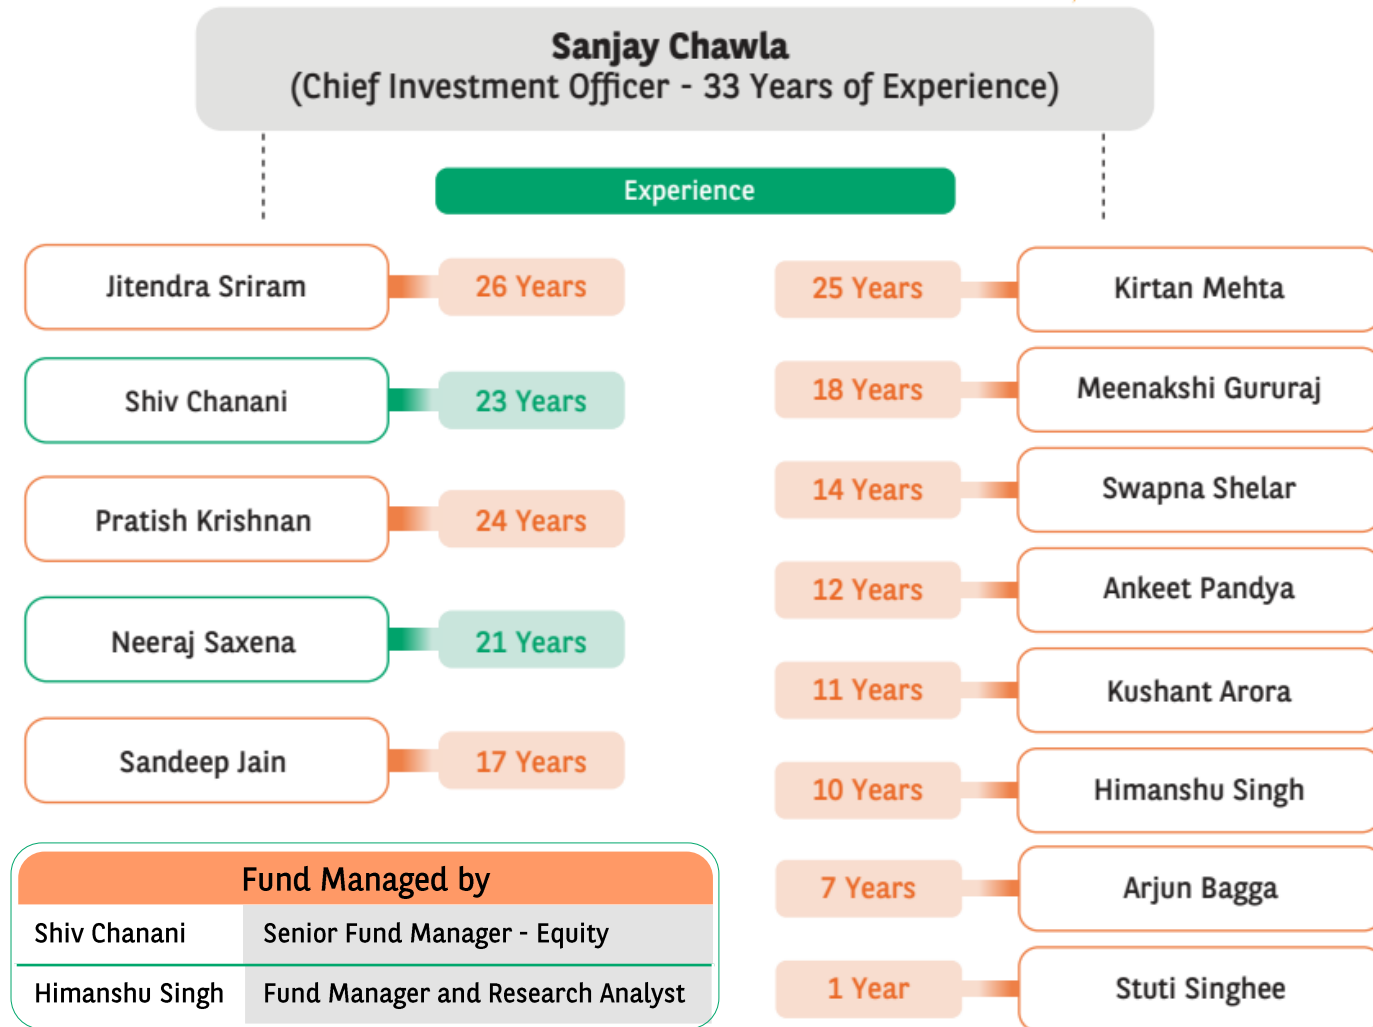 Sanjay Chawla
(Chief Investment Officer - 33 Years of Experience)
Experience
Jitendra Sriram
26 Years
Shiv Chanani
23 Years
Pratish Krishnan
24 Years
Neeraj Saxena
21 Years
Sandeep Jain
17 Years
25 Years
Kirtan Mehta
18 Years
Meenakshi Gururaj
14 Years
Swapna Shelar
12 Years
Ankeet Pandya
11 Years
Kushant Arora
10 Years
Himanshu Singh
7 Years
Arjun Bagga
1 Year
Stuti Singhee
Fund Managed by
Shiv Chanani
Senior Fund Manager - Equity
Himanshu Singh
Fund Manager and Research Analyst